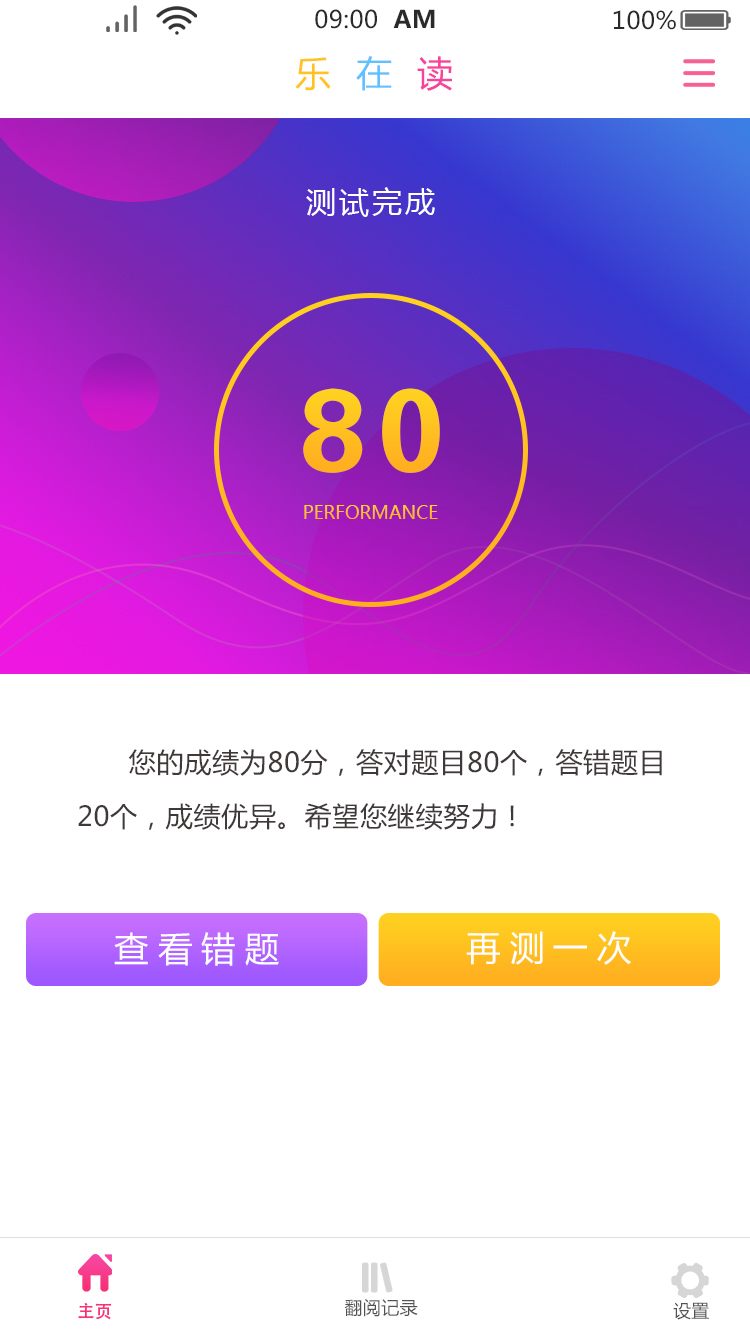 09:00 AM
100%
乐在读
测试完成
80
PERFORMANCE
您的成绩为80分，答对题目80个，答错题目
20个，成绩优异。希望您继续努力！
查看错题
再测一次
主页
翻阅记录
设置